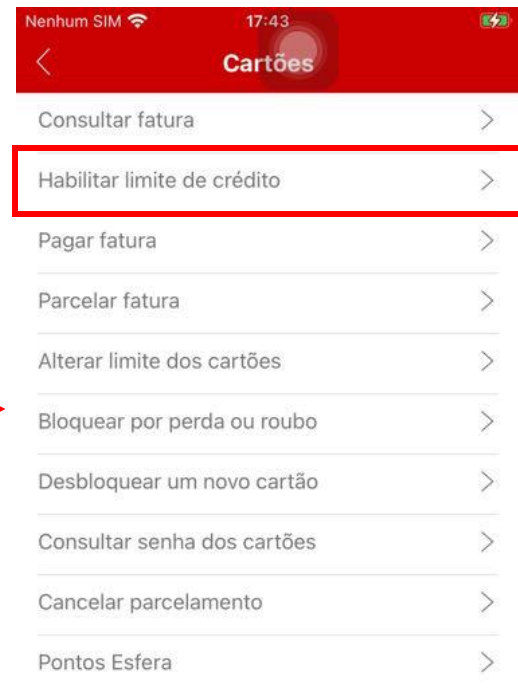 Nenhum SIM 17:43
Cartões
Consultar fatura
Habilitar limite de crédito
Pagar fatura
Parcelar fatura
Alterar limite dos cartões
Bloquear por perda ou roubo
Desbloquear um novo cartão
Consultar senha dos cartões
Cancelar parcelamento
Pontos Esfera